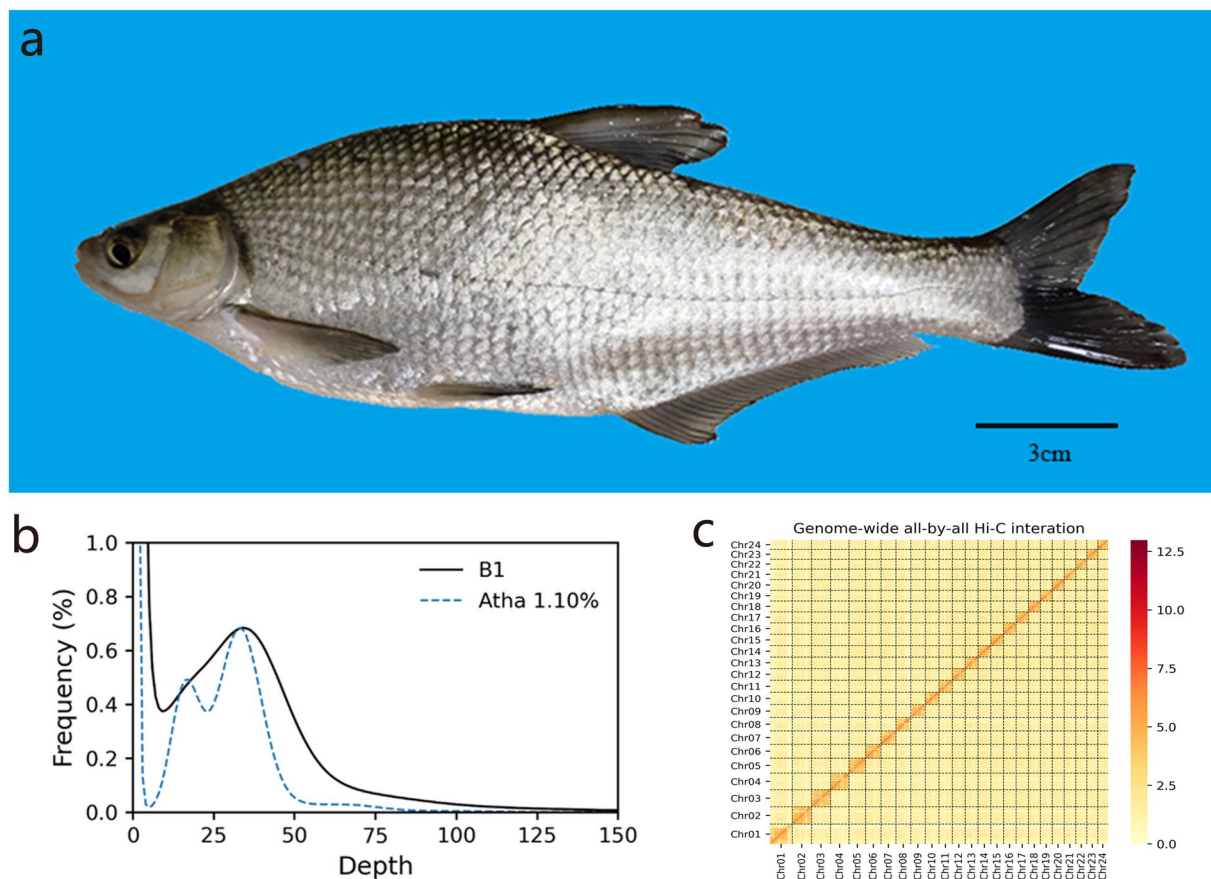 a
3cm
b
1.0
0.8
0.6
0.4
0.2
0.0
Frequency (%)
B1
Atha 1.10%
0
25
50
75
100
125
150
Depth
c
Genome-wide all-by-all Hi-C interation
Chr24
Chr23
Chr22
Chr21
Chr20
Chr19
Chr18
Chr17
Chr16
Chr15
Chr14
Chr13
Chr12
Chr11
Chr10
Chr09
Chr08
Chr07
Chr06
Chr05
Chr04
Chr03
Chr02
Chr01
Chr01
Chr02
Chr03
Chr04
Chr05
Chr06
Chr07
Chr08
Chr09
Chr10
Chr11
Chr12
Chr13
Chr14
Chr15
Chr16
Chr17
Chr18
Chr19
Chr20
Chr21
Chr22
Chr23
Chr24
12.5
10.0
7.5
5.0
2.5
0.0